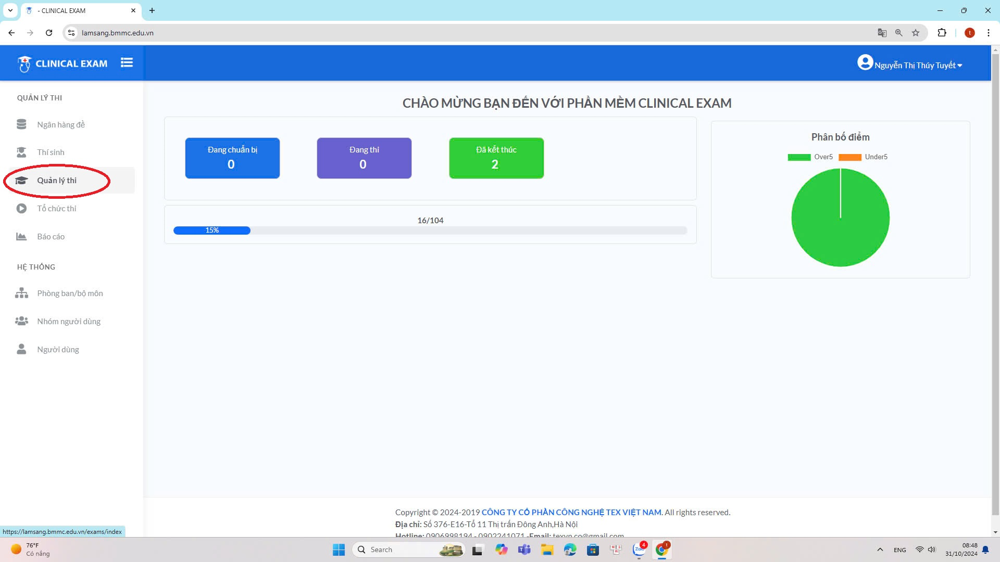 - CLINICAL EXAM
lamsang.bmmc.edu.vn
t
CLINICAL EXAM
Nguyễn Thị Thúy Tuyết
QUẢN LÝ THI
Ngân hàng đề
Thí sinh
Quản lý thi
Tổ chức thi
Báo cáo
HỆ THỐNG
Phòng ban/bộ môn
Nhóm người dùng
Người dùng
CHÀO MỪNG BẠN ĐẾN VỚI PHẦN MỀM CLINICAL EXAM
Đang chuẩn bị
0
Đang thi
0
Đã kết thúc
2
16/104
15%
Phân bố điểm
Over5 Under5
Copyright © 2024-2019 CÔNG TY CỔ PHẦN CÔNG NGHỆ TEX VIỆT NAM. All rights reserved.
Địa chỉ: Số 376-E16-Tổ 11 Thị trấn Đông Anh,Hà Nội
Hotline: 0906998194 - 0902241071 -Email: texvn.co@gmail.com
https://lamsang.bmmc.edu.vn/exams/index
76°F
Có nắng
Search
Zalo
4
t
ENG
08:48
31/10/2024